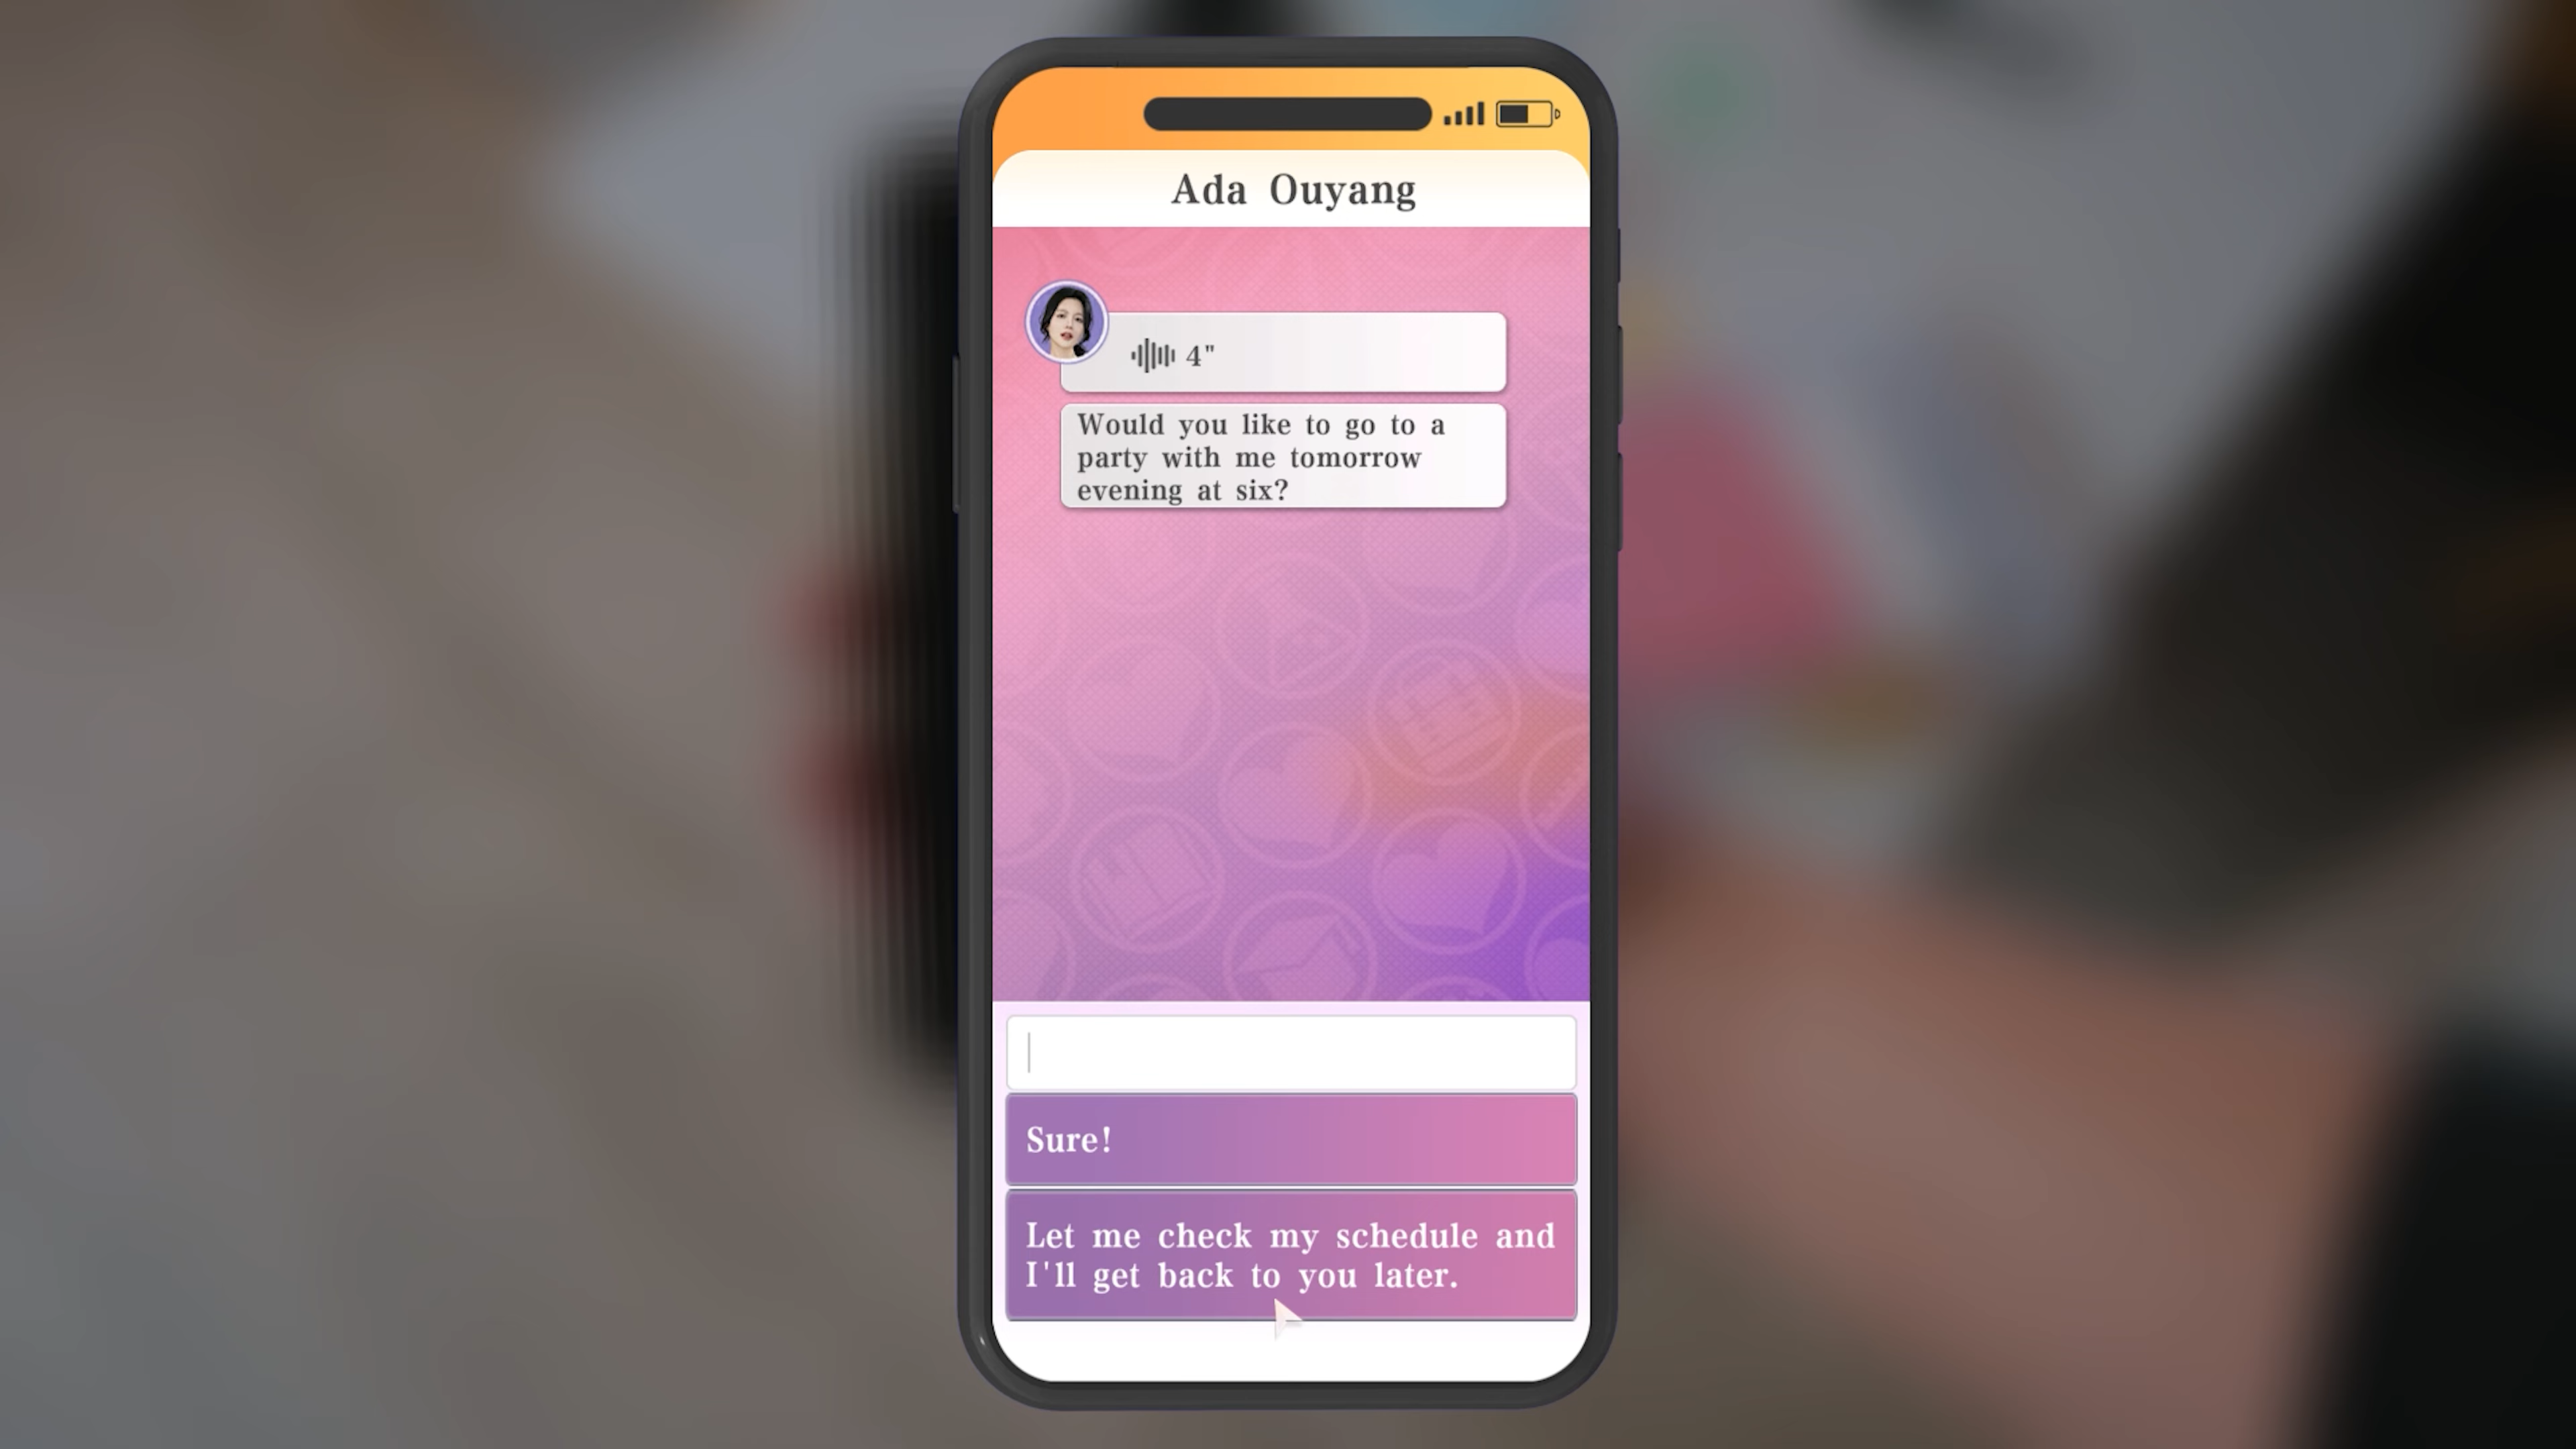 Ada Ouyang
4"
Would you like to go to a
party with me tomorrow
evening at six?
Sure!
Let me check my schedule and
I'll get back to you later.